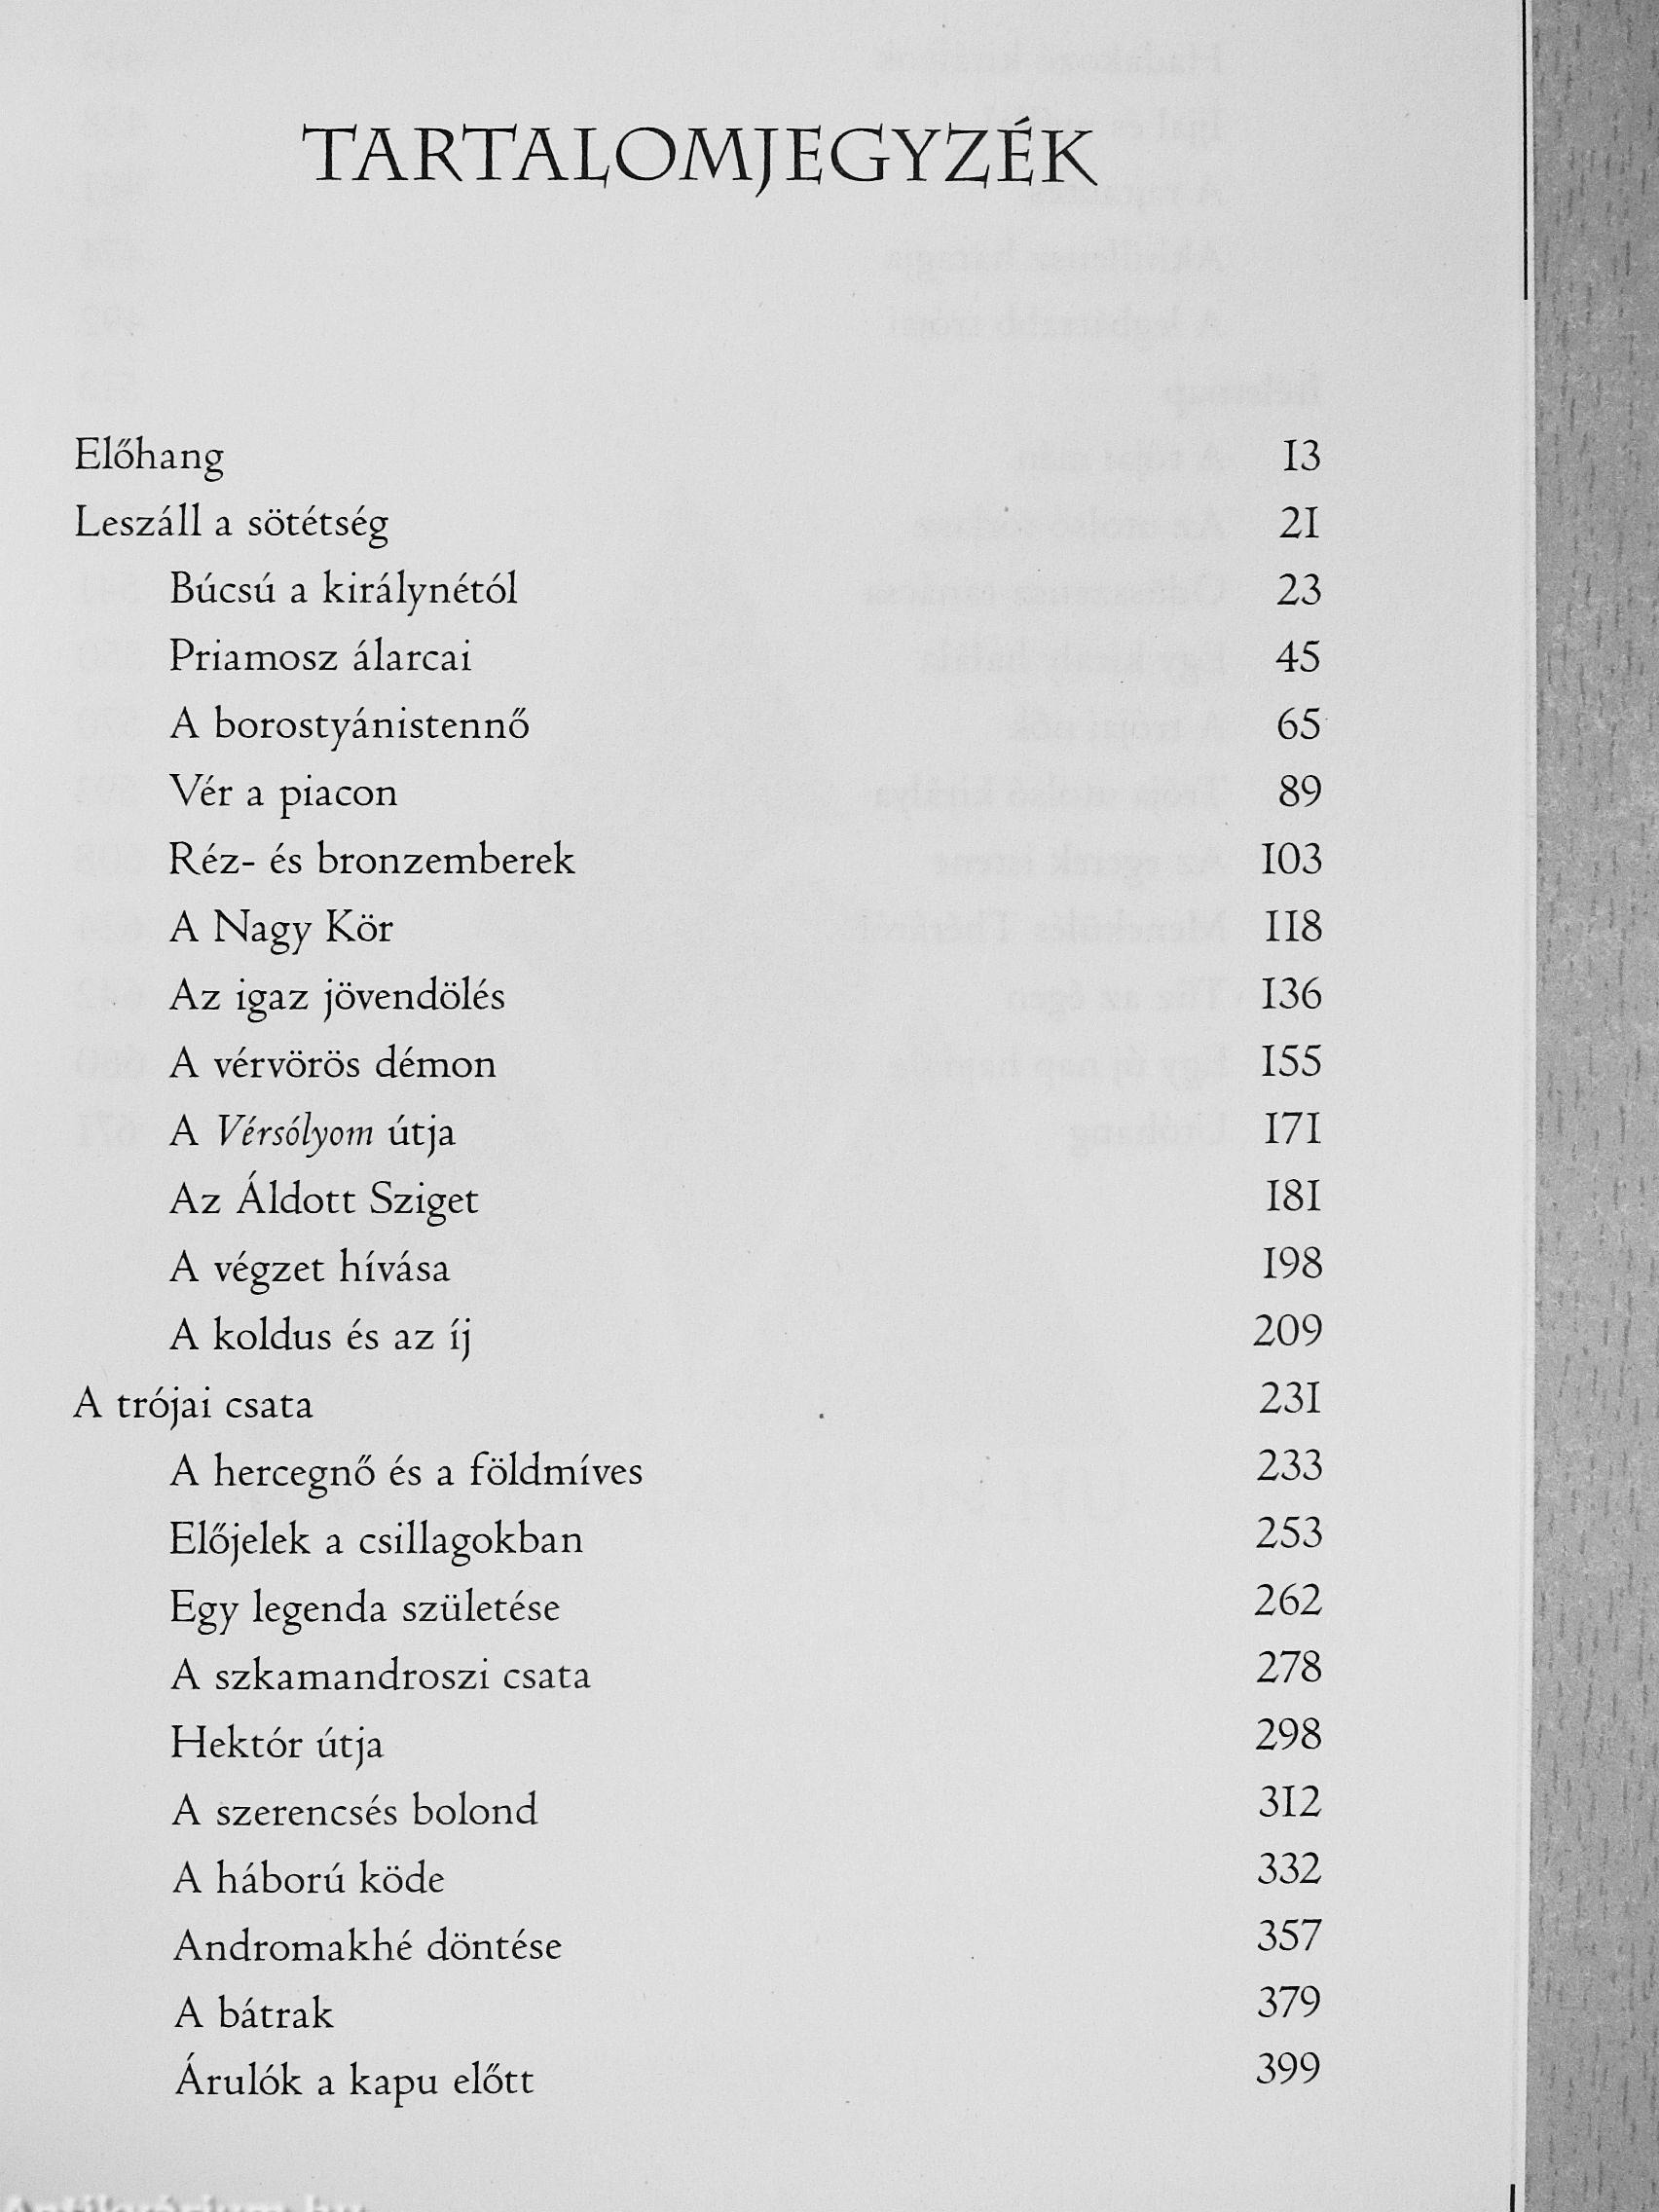 TARTALOMJEGYZÉK
Előhang 13
Leszáll a sötétség 21
Búcsú a királynétól 23
Priamosz álarcai 45
A borostyánistennő 65
Vér a piacon 89
Réz- és bronzemberek 103
A Nagy Kör 118
Az igaz jövendölés 136
A vérvörös démon 155
A Vérsólyom útja 171
Az Áldott Sziget 181
A végzet hívása 198
A koldus és az íj 209
A trójai csata 231
A hercegnő és a földmíves 233
Előjelek a csillagokban 253
Egy legenda születése 262
A szkamandroszi csata 278
Hektór útja 298
A szerencsés bolond 312
A háború köde 332
Andromakhé döntése 357
A bátrak 379
Árulók a kapu előtt 399